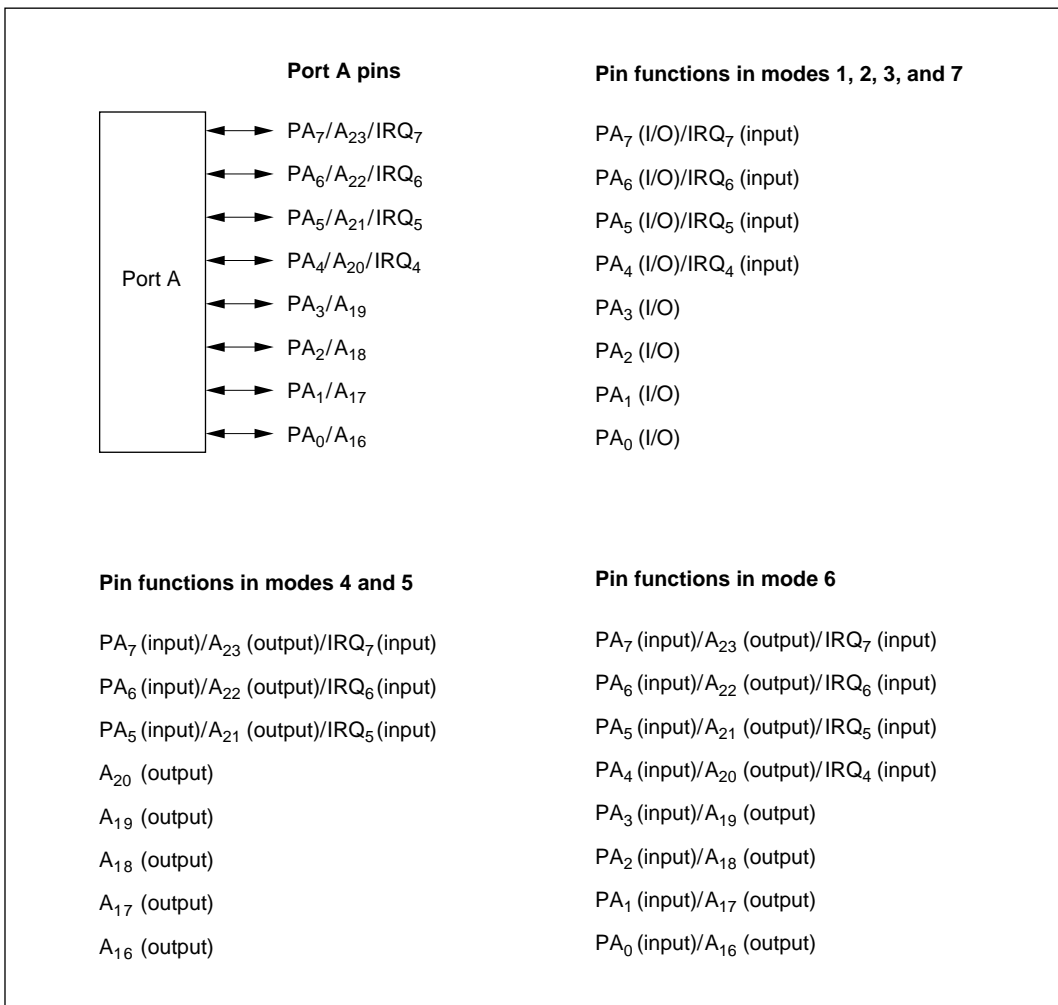 Port A pins
Pin functions in modes 1, 2, 3, and 7
Port A
PA7/A23/IRQ7
PA7 (I/O)/IRQ7 (input)
PA6/A22/IRQ6
PA6 (I/O)/IRQ6 (input)
PA5/A21/IRQ5
PA5 (I/O)/IRQ5 (input)
PA4/A20/IRQ4
PA4 (I/O)/IRQ4 (input)
PA3/A19
PA3 (I/O)
PA2/A18
PA2 (I/O)
PA1/A17
PA1 (I/O)
PA0/A16
PA0 (I/O)
Pin functions in modes 4 and 5
PA7 (input)/A23 (output)/IRQ7 (input)
PA6 (input)/A22 (output)/IRQ6 (input)
PA5 (input)/A21 (output)/IRQ5 (input)
A20 (output)
A19 (output)
A18 (output)
A17 (output)
A16 (output)
Pin functions in mode 6
PA7 (input)/A23 (output)/IRQ7 (input)
PA6 (input)/A22 (output)/IRQ6 (input)
PA5 (input)/A21 (output)/IRQ5 (input)
PA4 (input)/A20 (output)/IRQ4 (input)
PA3 (input)/A19 (output)
PA2 (input)/A18 (output)
PA1 (input)/A17 (output)
PA0 (input)/A16 (output)